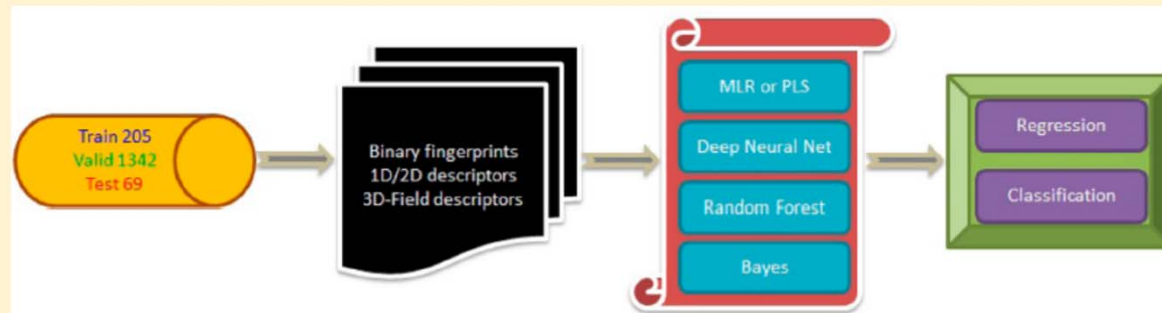 Train 205
Valid 1342
Test 69
Binary fingerprints
1D/2D descriptors
3D-Field descriptors
MLR or PLS
Deep Neural Net
Random Forest
Bayes
Regression
Classification